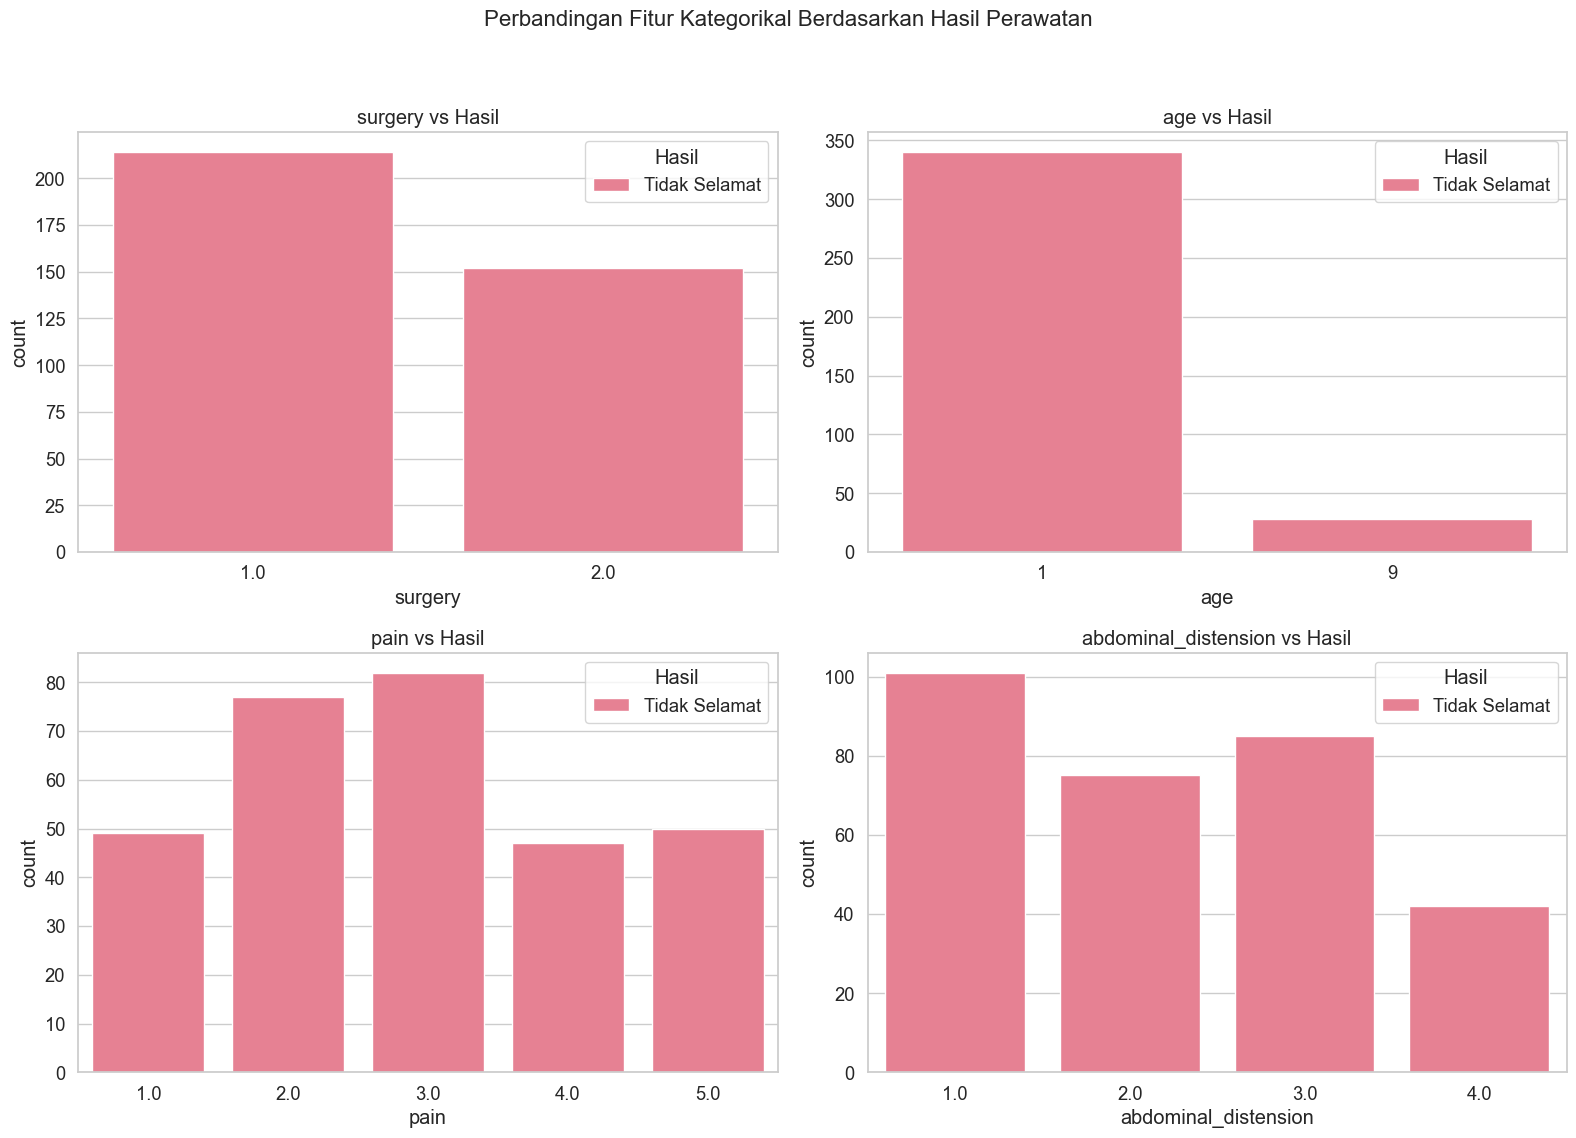 Perbandingan Fitur Kategorikal Berdasarkan Hasil Perawatan
surgery vs Hasil
Hasil
Tidak Selamat
count
200
175
150
125
100
75
50
25
0
1.0 2.0
surgery
age vs Hasil
Hasil
Tidak Selamat
count
350
300
250
200
150
100
50
0
1 9
age
pain vs Hasil
Hasil
Tidak Selamat
count
80
70
60
50
40
30
20
10
0
1.0 2.0 3.0 4.0 5.0
pain
abdominal_distension vs Hasil
Hasil
Tidak Selamat
count
100
80
60
40
20
0
1.0 2.0 3.0 4.0
abdominal_distension